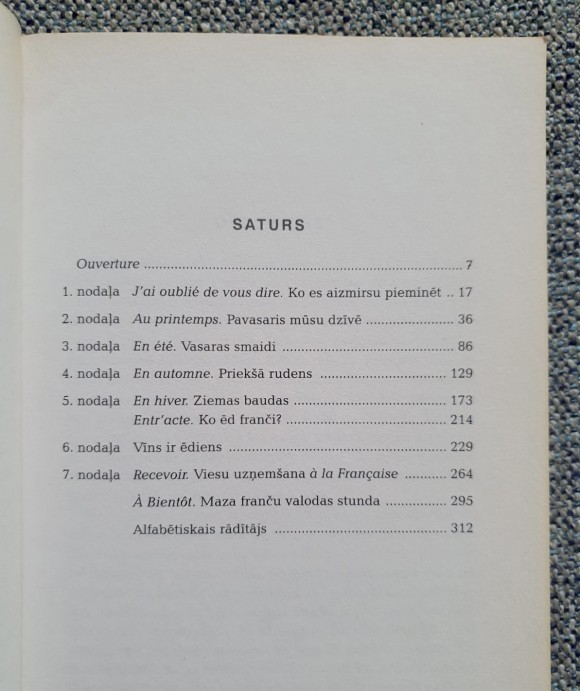 SATURS
Ouverture ........ 7
1. nodaļa J'ai oublié de vous dire. Ko es aizmirsu pieminēt .. 17
2. nodaļa Au printemps. Pavasaris mūsu dzīvē ........ 36
3. nodaļa En été. Vasaras smaidi ........ 86
4. nodaļa En automne. Priekšā rudens ........ 129
5. nodaļa En hiver. Ziemas baudas ........ 173
Entr'acte. Ko ēd franči? ........ 214
6. nodaļa Vīns ir ēdiens ........ 229
7. nodaļa Recevoir. Viesu uzņemšana à la Française ........ 264
À Bientôt. Maza franču valodas stunda ........ 295
Alfabētiskais rādītājs ........ 312